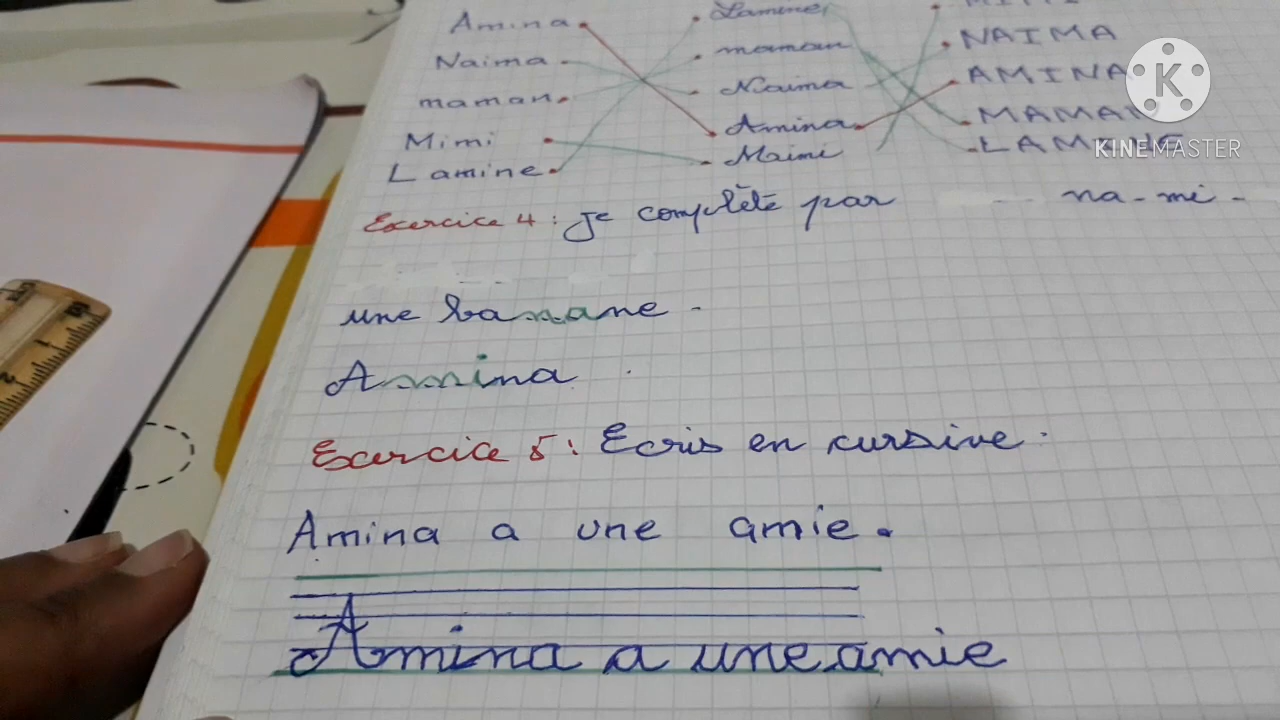 Amina Lamine
Naima maman NAIMA
maman Naima AMINA
Mimi Amina MAMAN
Lamine Mimi LAMINE
KINEMASTER
Exercice 4 : Je complète par na - mi -
une banane -
Amina
Exercice 5 : Ecris en cursive.
Amina a une amie.
Amina a une amie